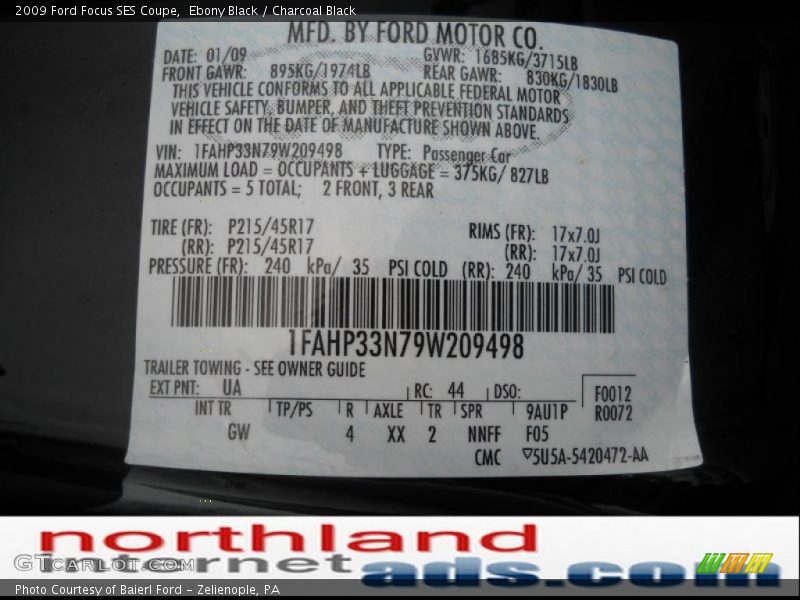 2009 Ford Focus SES Coupe, Ebony Black / Charcoal Black
MFD. BY FORD MOTOR CO.
DATE: 01/09 GVWR: 1685KG/3715LB
FRONT GAWR: 895KG/1974LB REAR GAWR: 830KG/1830LB
THIS VEHICLE CONFORMS TO ALL APPLICABLE FEDERAL MOTOR
VEHICLE SAFETY, BUMPER, AND THEFT PREVENTION STANDARDS
IN EFFECT ON THE DATE OF MANUFACTURE SHOWN ABOVE.
VIN: 1FAHP33N79W209498 TYPE: Passenger Car
MAXIMUM LOAD = OCCUPANTS + LUGGAGE = 375KG/ 827LB
OCCUPANTS = 5 TOTAL; 2 FRONT, 3 REAR
TIRE (FR): P215/45R17 RIMS (FR): 17x7.0J
(RR): P215/45R17 (RR): 17x7.0J
PRESSURE (FR): 240 kPa/ 35 PSI COLD (RR): 240 kPa/ 35 PSI COLD
1FAHP33N79W209498
TRAILER TOWING - SEE OWNER GUIDE
EXT PNT: UA RC: 44 DSO: F0012
INT TR TP/PS R AXLE TR SPR 9AU1P R0072
GW 4 XX 2 NNFF F05
CMC ▽5U5A-5420472-AA
northland
internet
ads.com
GTCARLOT.COM
Photo Courtesy of Baierl Ford - Zelienople, PA